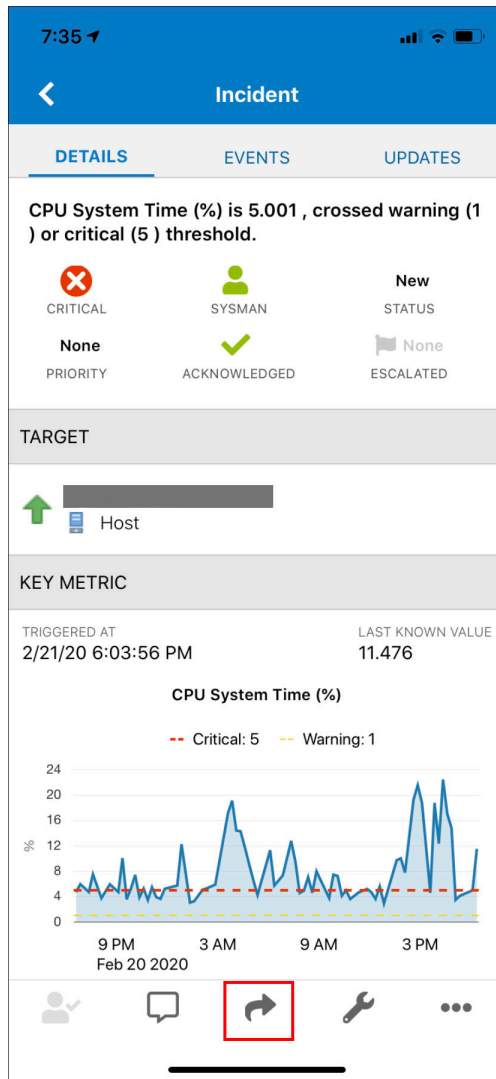 7:35
Incident
DETAILS EVENTS UPDATES
CPU System Time (%) is 5.001 , crossed warning (1
) or critical (5 ) threshold.
New
CRITICAL SYSMAN STATUS
None None
PRIORITY ACKNOWLEDGED ESCALATED
TARGET
Host
KEY METRIC
TRIGGERED AT LAST KNOWN VALUE
2/21/20 6:03:56 PM 11.476
CPU System Time (%)
Critical: 5 Warning: 1
24
20
16
12
8
4
0
%
9 PM 3 AM 9 AM 3 PM
Feb 20 2020